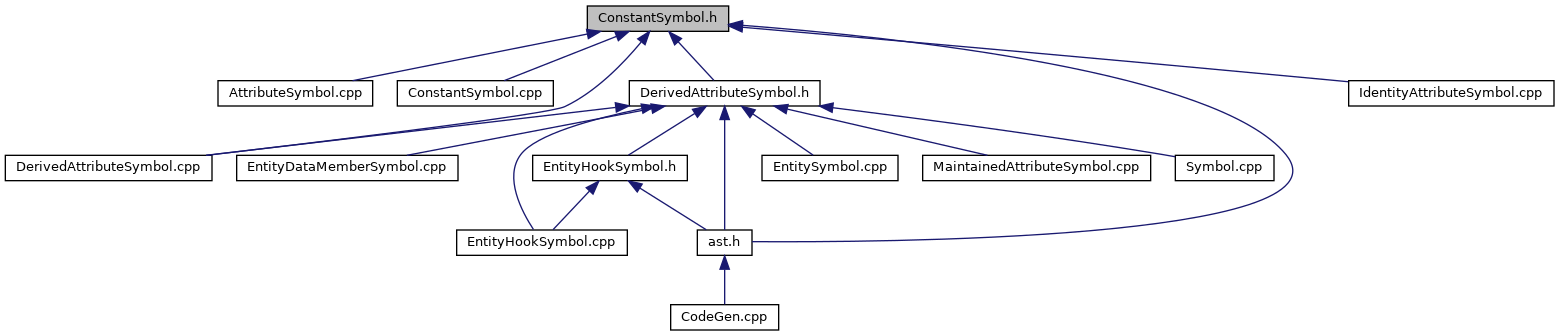 ConstantSymbol.h
AttributeSymbol.cpp
ConstantSymbol.cpp
DerivedAttributeSymbol.h
IdentityAttributeSymbol.cpp
DerivedAttributeSymbol.cpp
EntityDataMemberSymbol.cpp
EntityHookSymbol.h
EntitySymbol.cpp
MaintainedAttributeSymbol.cpp
Symbol.cpp
EntityHookSymbol.cpp
ast.h
CodeGen.cpp